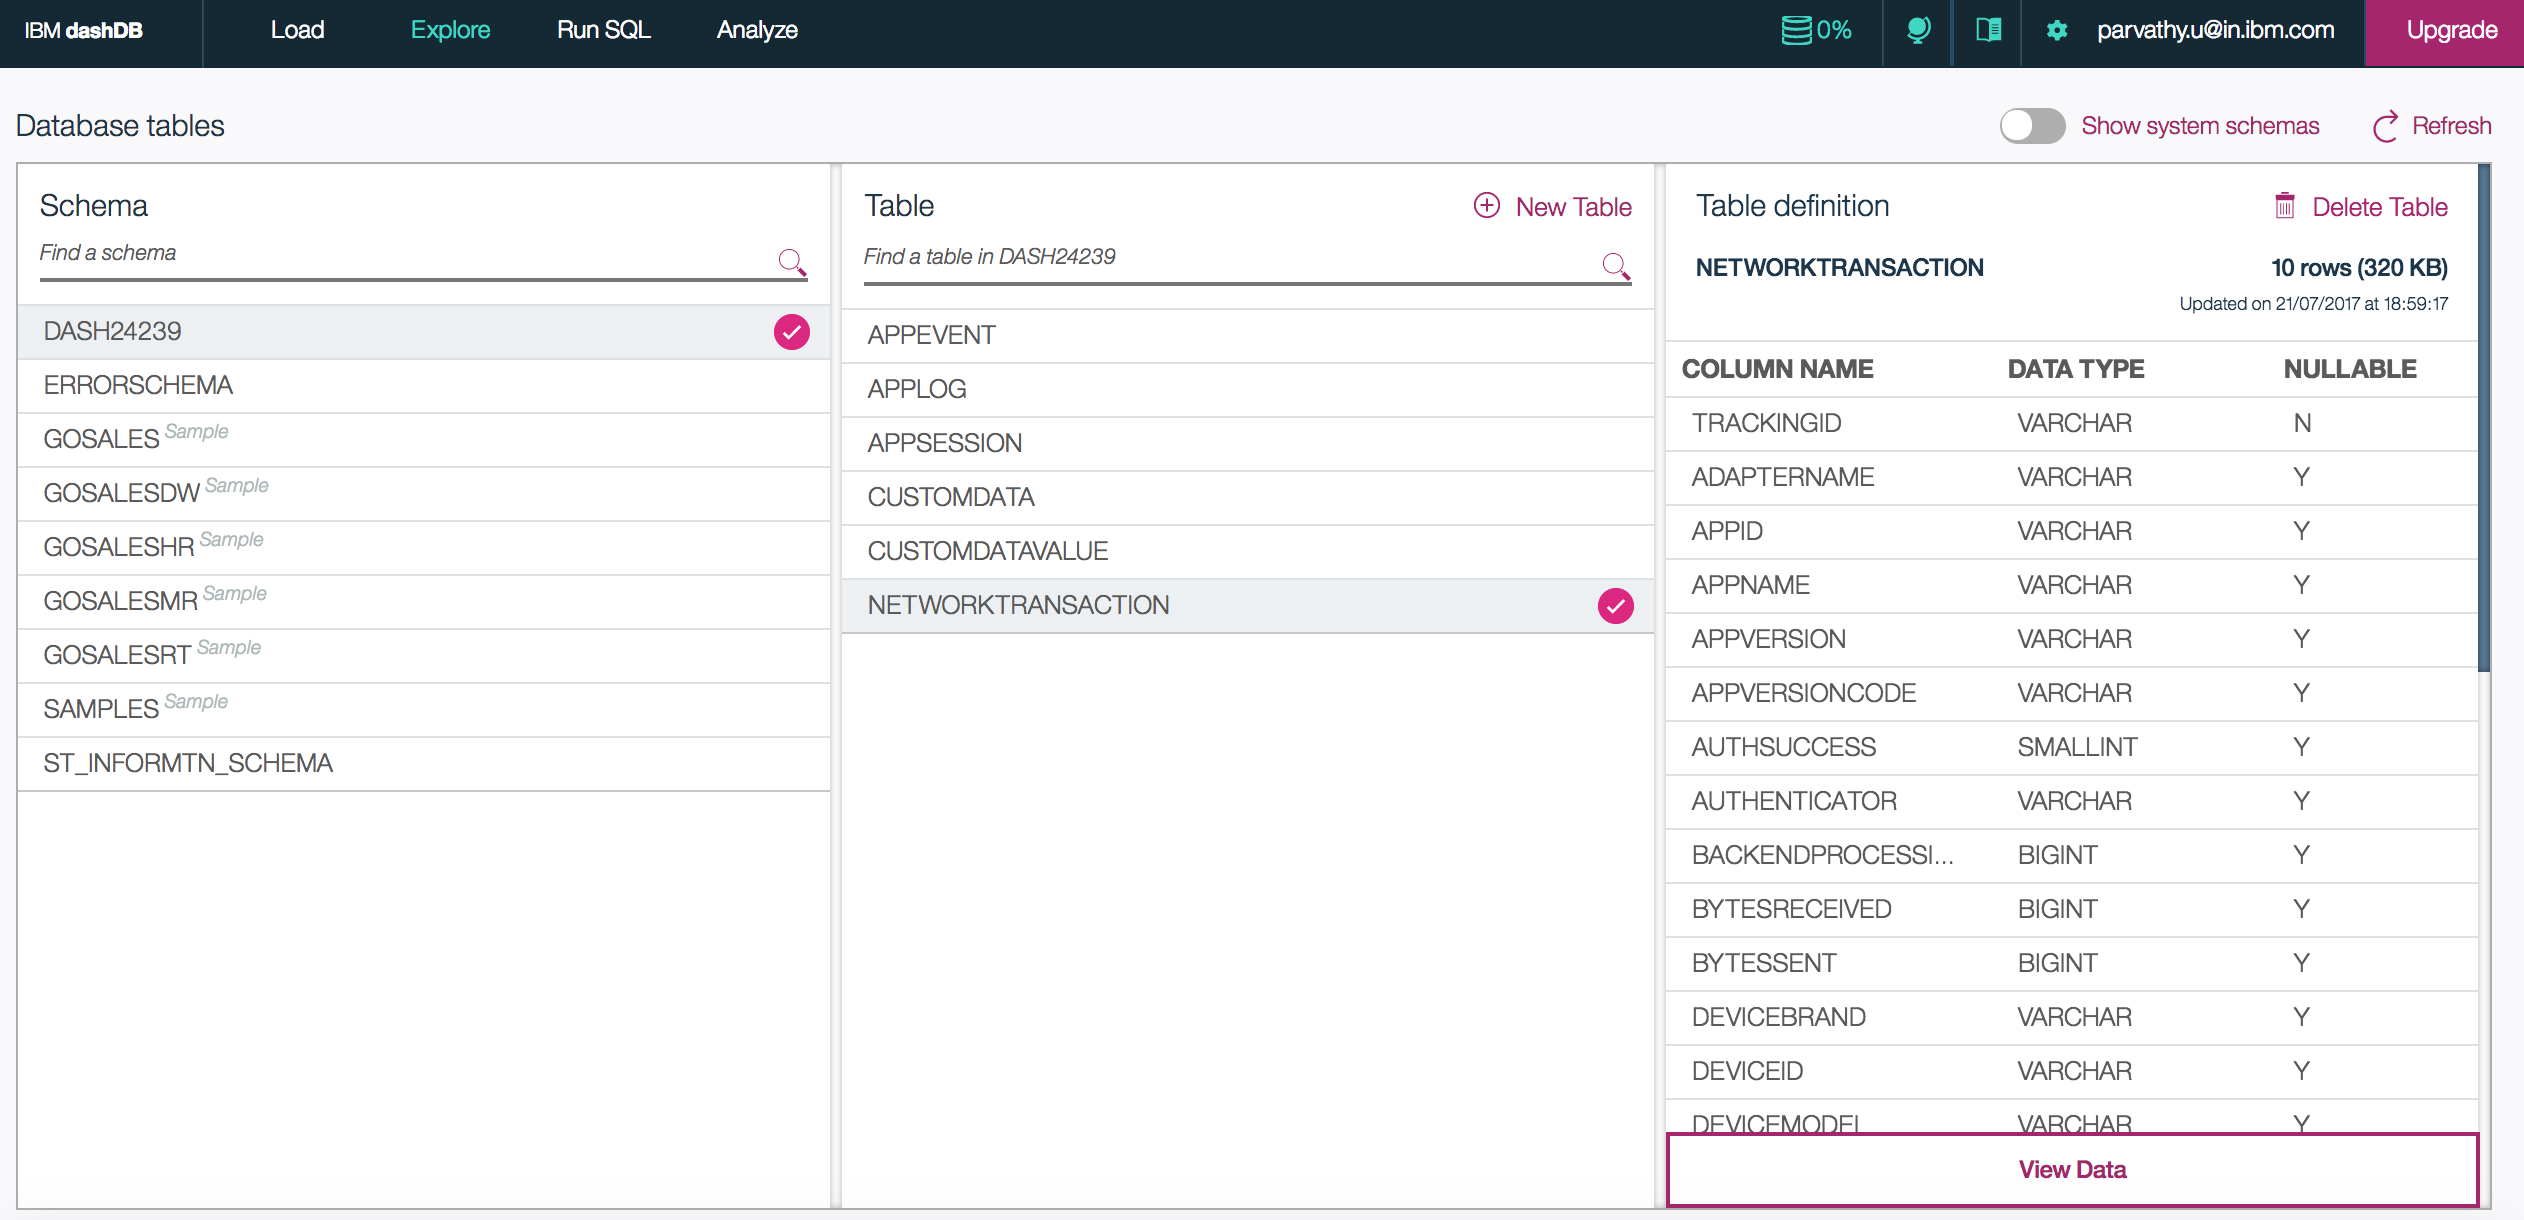 IBM dashDB Load Explore Run SQL Analyze 0% parvathy.u@in.ibm.com Upgrade
Database tables Show system schemas Refresh
Schema
Find a schema
DASH24239
ERRORSCHEMA
GOSALES Sample
GOSALESDW Sample
GOSALESHR Sample
GOSALESMR Sample
GOSALESRT Sample
SAMPLES Sample
ST_INFORMTN_SCHEMA
Table New Table
Find a table in DASH24239
APPEVENT
APPLOG
APPSESSION
CUSTOMDATA
CUSTOMDATAVALUE
NETWORKTRANSACTION
Table definition Delete Table
NETWORKTRANSACTION 10 rows (320 KB)
Updated on 21/07/2017 at 18:59:17
COLUMN NAME DATA TYPE NULLABLE
TRACKINGID VARCHAR N
ADAPTERNAME VARCHAR Y
APPID VARCHAR Y
APPNAME VARCHAR Y
APPVERSION VARCHAR Y
APPVERSIONCODE VARCHAR Y
AUTHSUCCESS SMALLINT Y
AUTHENTICATOR VARCHAR Y
BACKENDPROCESSI... BIGINT Y
BYTESRECEIVED BIGINT Y
BYTESSENT BIGINT Y
DEVICEBRAND VARCHAR Y
DEVICEID VARCHAR Y
DEVICEMODEL VARCHAR Y
View Data